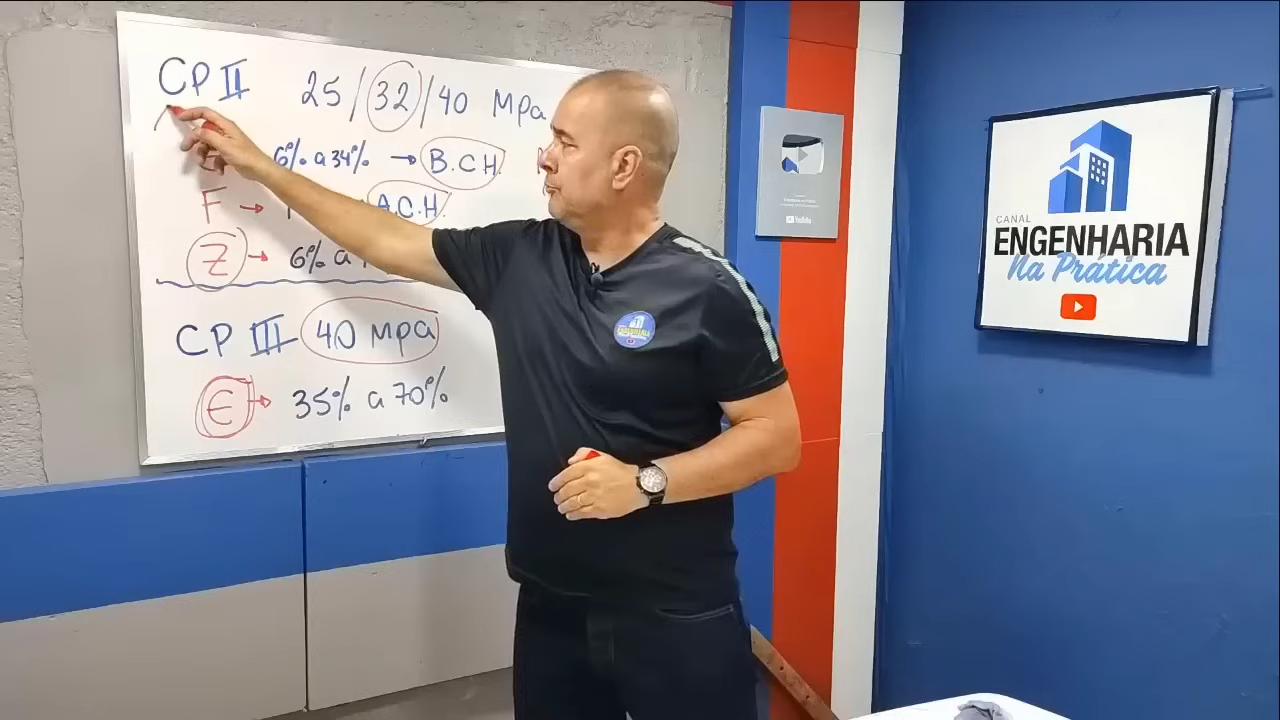 CP II 25 / 32 / 40 Mpa
E 6% a 34% → B.C.H.
F → A.C.H.
Z → 6% a
CP III 40 Mpa
E → 35% a 70%
YouTube
CANAL
ENGENHARIA
Na Prática